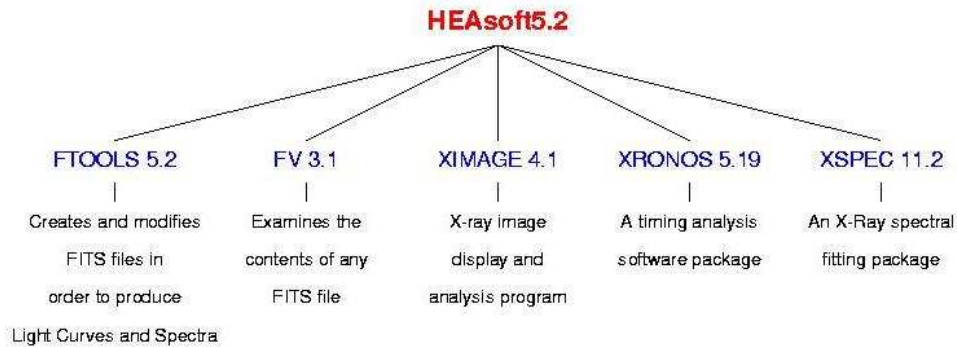 HEAsoft5.2
FTOOLS 5.2
FV 3.1
XIMAGE 4.1
XRONOS 5.19
XSPEC 11.2
Creates and modifies
FITS files in
order to produce
Light Curves and Spectra
Examines the
contents of any
FITS file
X-ray image
display and
analysis program
A timing analysis
software package
An X-Ray spectral
fitting package